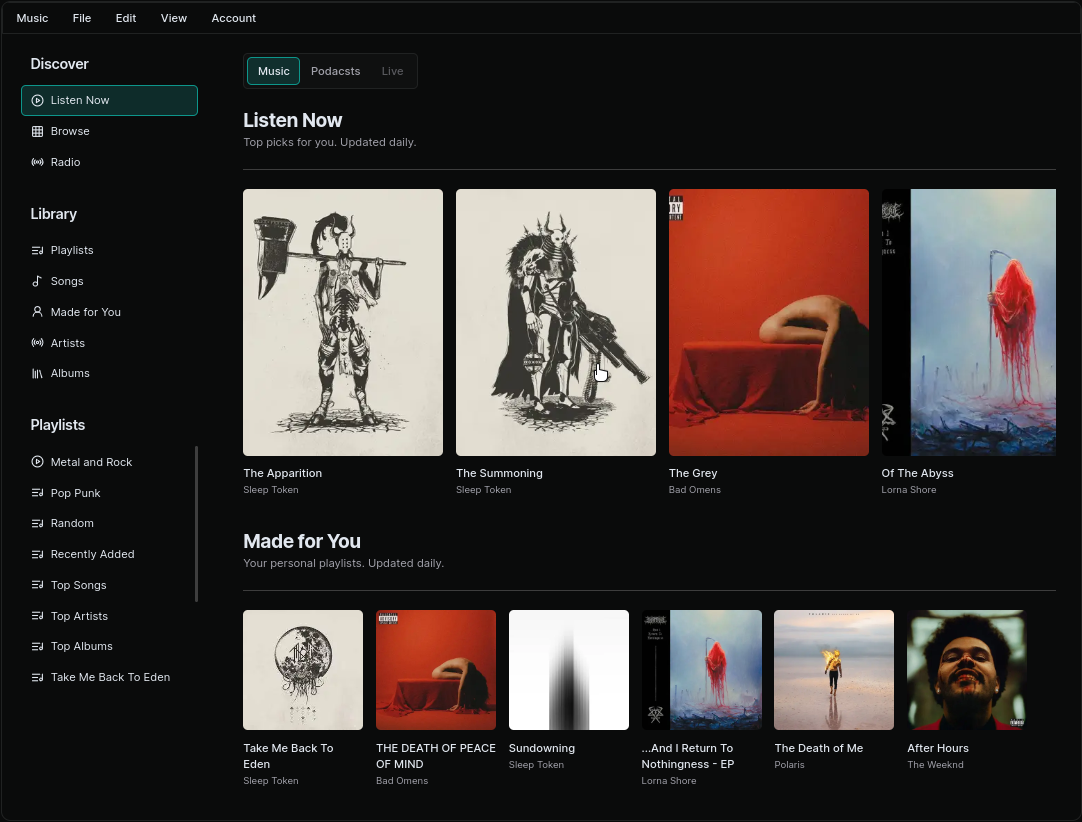 Music File Edit View Account
Discover
Listen Now
Browse
Radio
Library
Playlists
Songs
Made for You
Artists
Albums
Playlists
Metal and Rock
Pop Punk
Random
Recently Added
Top Songs
Top Artists
Top Albums
Take Me Back To Eden
Music Podacsts Live
Listen Now
Top picks for you. Updated daily.
The Apparition
Sleep Token
The Summoning
Sleep Token
The Grey
Bad Omens
Of The Abyss
Lorna Shore
Made for You
Your personal playlists. Updated daily.
Take Me Back To
Eden
Sleep Token
THE DEATH OF PEACE
OF MIND
Bad Omens
Sundowning
Sleep Token
...And I Return To
Nothingness - EP
Lorna Shore
The Death of Me
Polaris
After Hours
The Weeknd